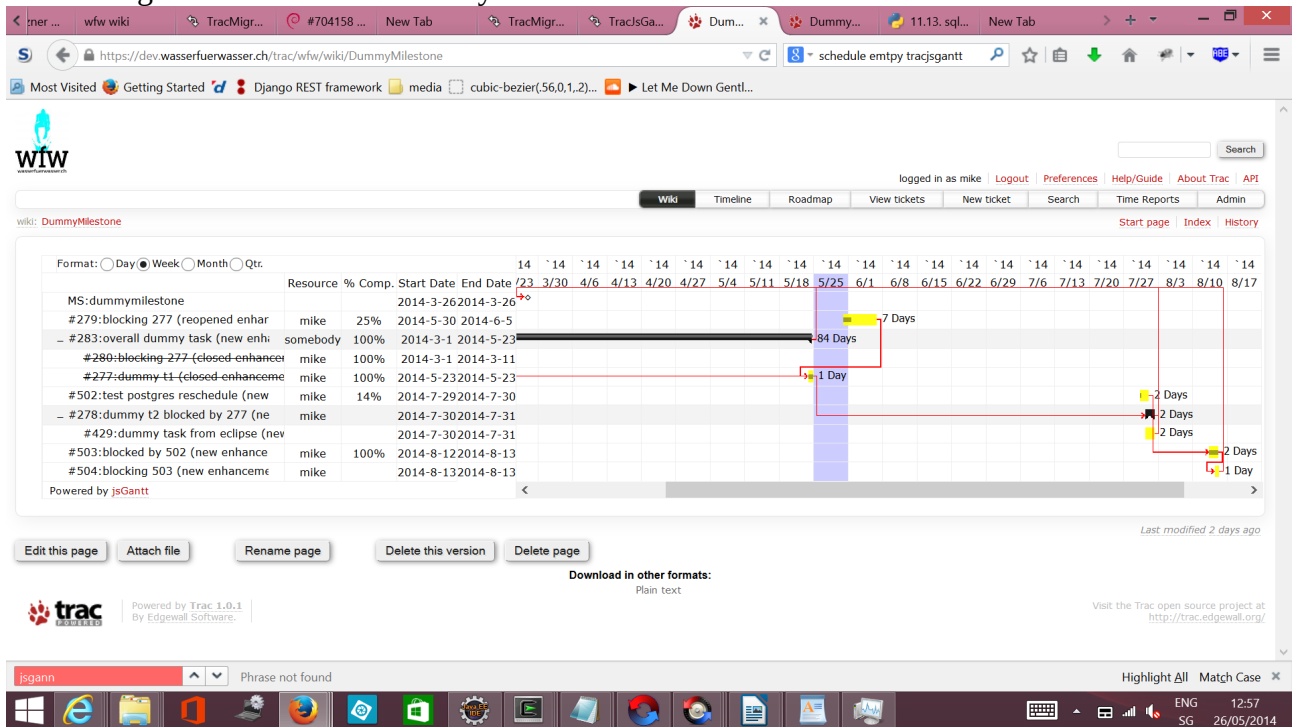 zner ... wfw wiki TracMigr... #704158 ... New Tab TracMigr... TracJsGa... Dum... × Dummy... 11.13. sql... New Tab
https://dev.wasserfuerwasser.ch/trac/wfw/wiki/DummyMilestone schedule emtpy tracjsgantt
Most Visited Getting Started Django REST framework media cubic-bezier(.56,0,1,.2)... ▶ Let Me Down Gentl...
wfw
wasserfuerwasser.ch
Search
logged in as mike Logout Preferences Help/Guide About Trac API
Wiki Timeline Roadmap View tickets New ticket Search Time Reports Admin
wiki: DummyMilestone Start page Index History
Format: Day Week Month Qtr. 14 `14 `14 `14 `14 `14 `14 `14 `14 `14 `14 `14 `14 `14 `14 `14 `14 `14 `14 `14 `14 `14
Resource % Comp. Start Date End Date /23 3/30 4/6 4/13 4/20 4/27 5/4 5/11 5/18 5/25 6/1 6/8 6/15 6/22 6/29 7/6 7/13 7/20 7/27 8/3 8/10 8/17
MS:dummymilestone 2014-3-26 2014-3-26
#279:blocking 277 (reopened enhar mike 25% 2014-5-30 2014-6-5 7 Days
#283:overall dummy task (new enha somebody 100% 2014-3-1 2014-5-23 84 Days
#280:blocking 277 (closed enhancer mike 100% 2014-3-1 2014-3-11
#277:dummy t1 (closed enhanceme mike 100% 2014-5-23 2014-5-23 1 Day
#502:test postgres reschedule (new mike 14% 2014-7-29 2014-7-30 2 Days
#278:dummy t2 blocked by 277 (ne mike 2014-7-30 2014-7-31 2 Days
#429:dummy task from eclipse (new 2014-7-30 2014-7-31 2 Days
#503:blocked by 502 (new enhance mike 100% 2014-8-12 2014-8-13 2 Days
#504:blocking 503 (new enhanceme mike 2014-8-13 2014-8-13 1 Day
Powered by jsGantt
Last modified 2 days ago
Edit this page Attach file Rename page Delete this version Delete page
Download in other formats:
Plain text
trac POWERED
Powered by Trac 1.0.1
By Edgewall Software.
Visit the Trac open source project at
http://trac.edgewall.org/
jsgann Phrase not found Highlight All Match Case ×
ENG 12:57
SG 26/05/2014